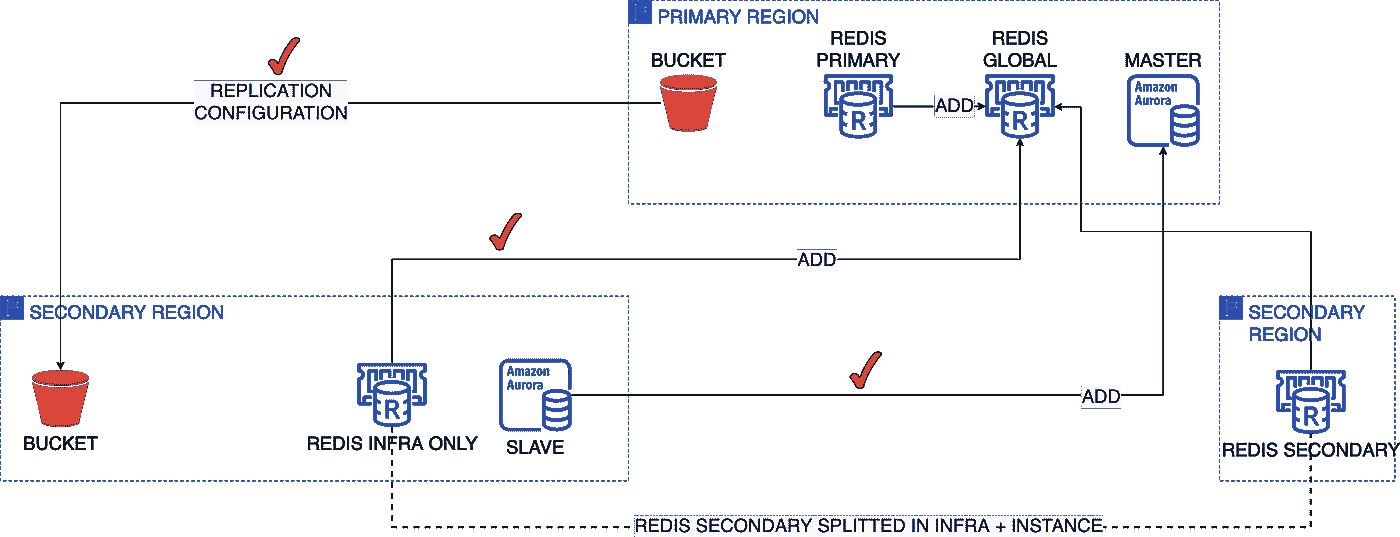 PRIMARY REGION
BUCKET
REDIS
PRIMARY
REDIS
GLOBAL
MASTER
Amazon
Aurora
R
R
ADD
REPLICATION
CONFIGURATION
ADD
SECONDARY REGION
BUCKET
R
REDIS INFRA ONLY
Amazon
Aurora
SLAVE
ADD
SECONDARY
REGION
R
REDIS SECONDARY
REDIS SECONDARY SPLITTED IN INFRA + INSTANCE